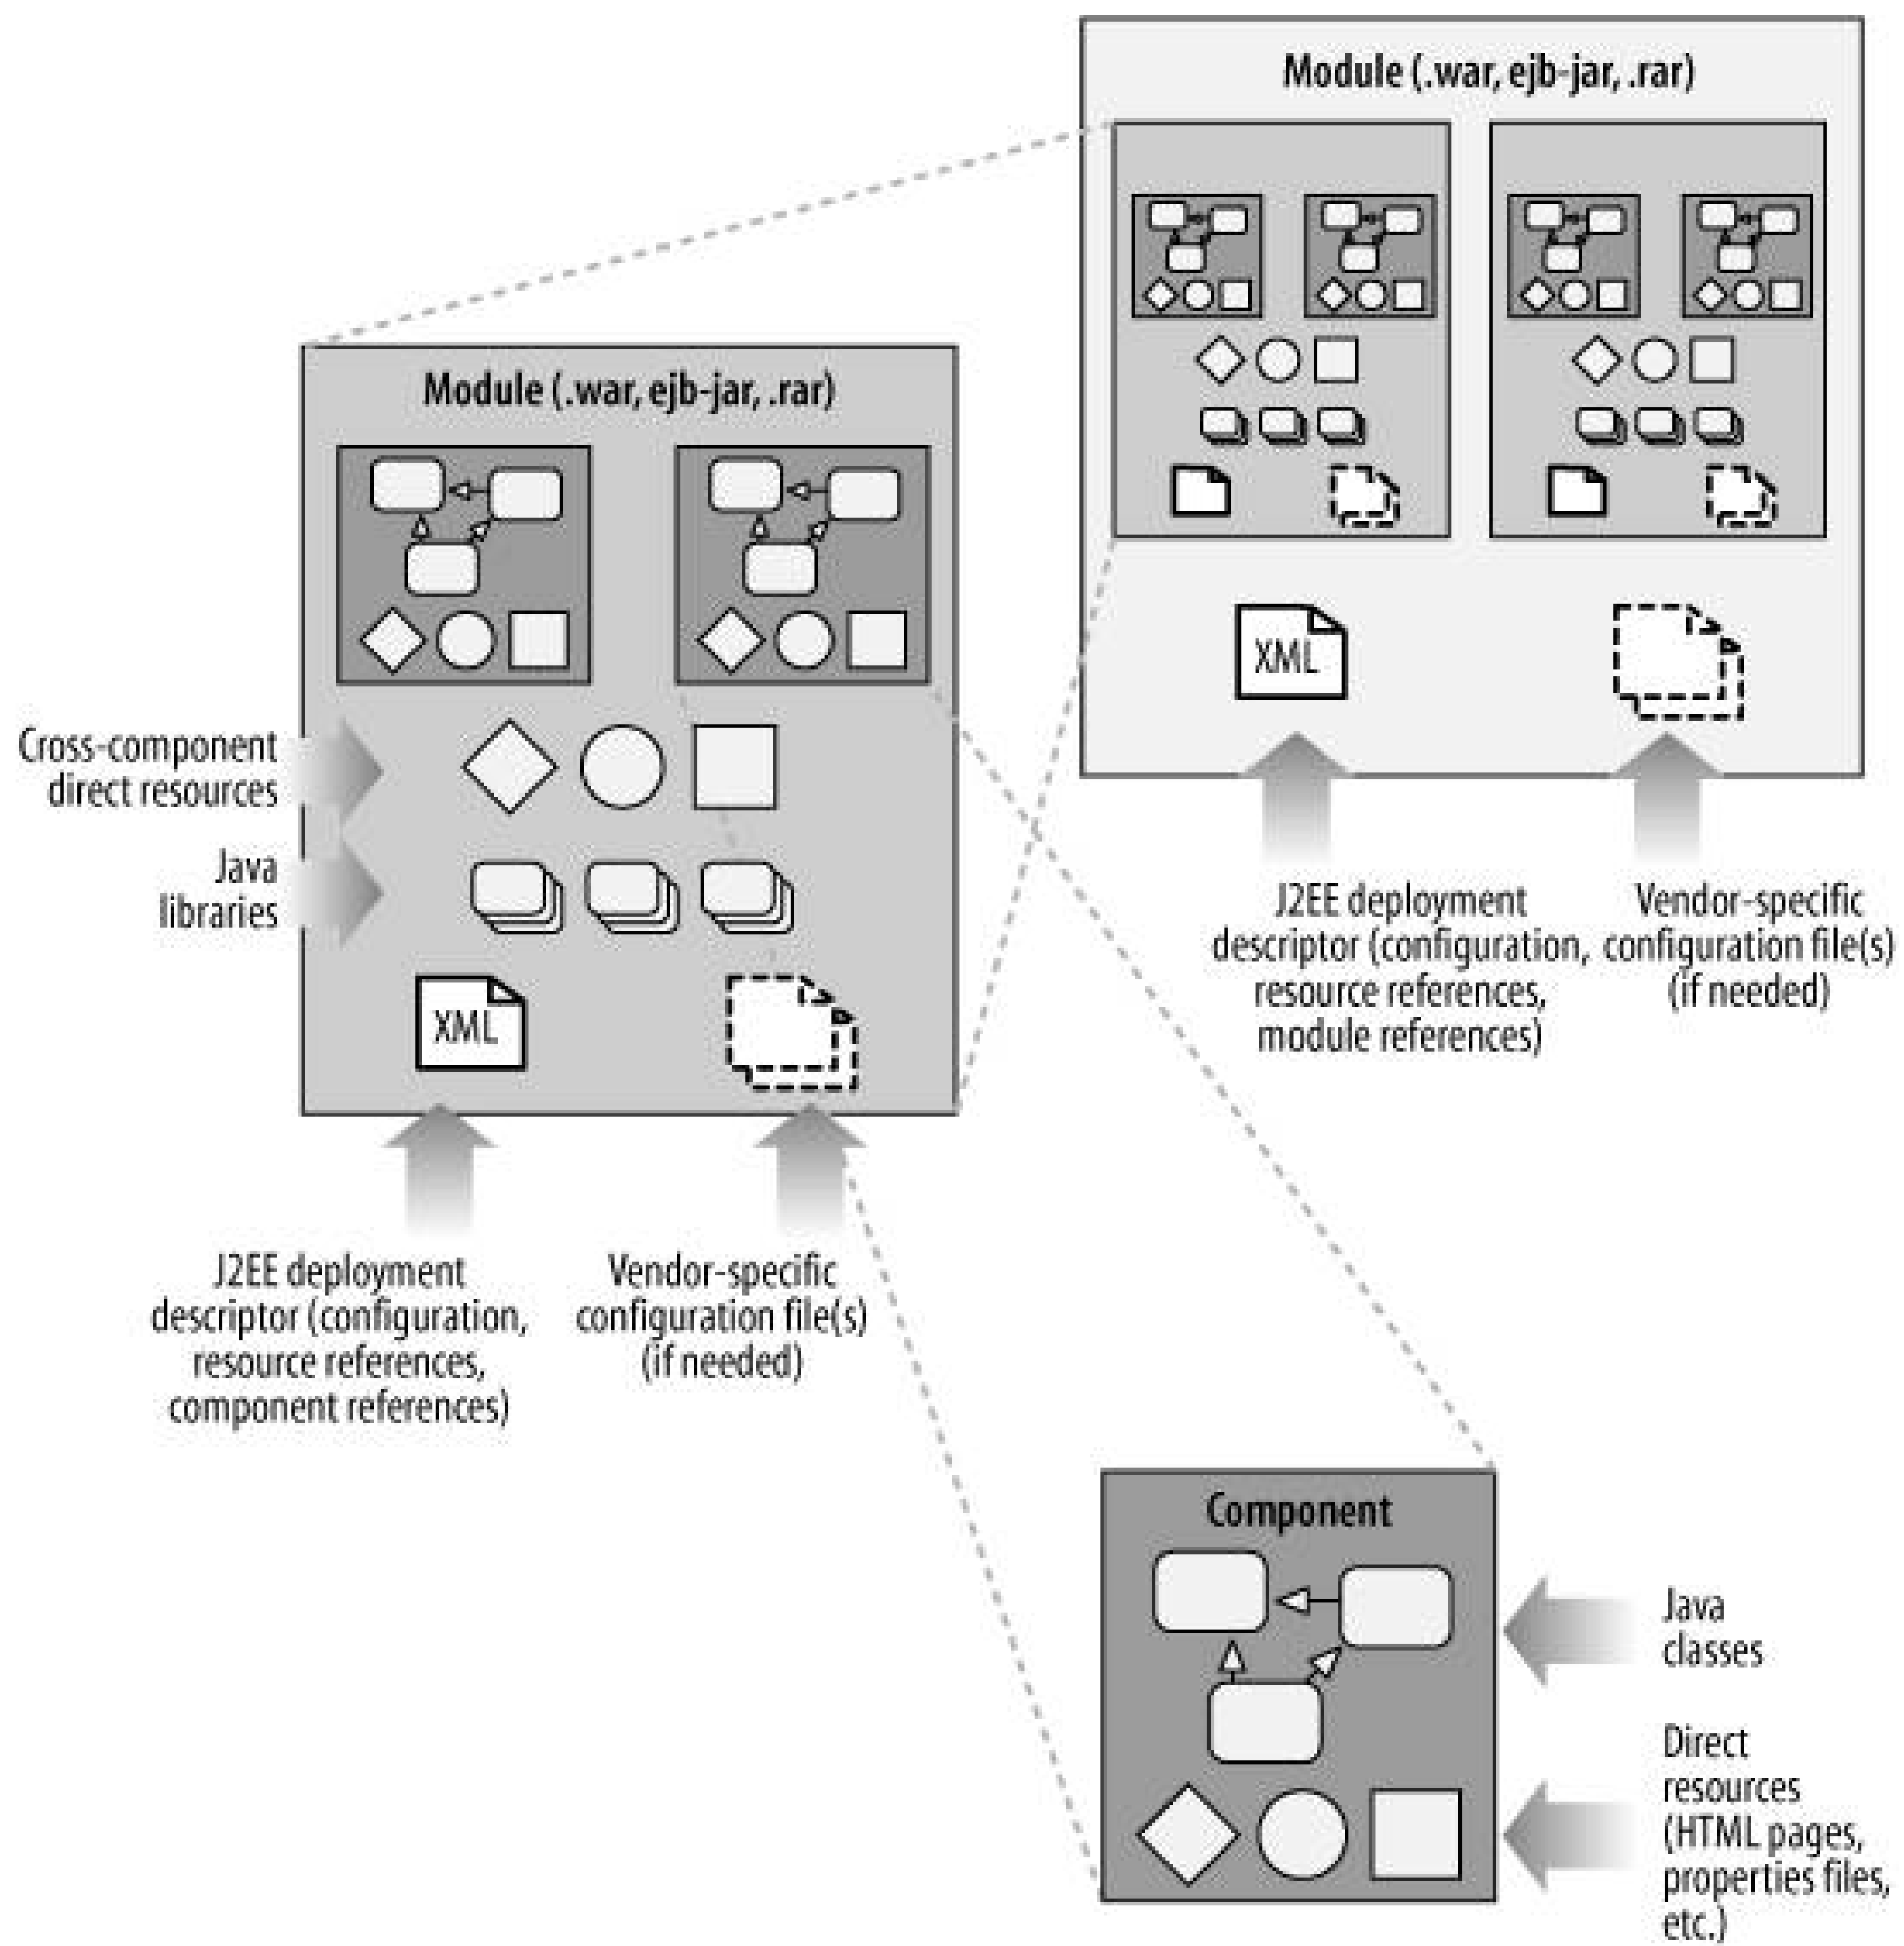 Module (.war, ejb-jar, .rar)
Module (.war, ejb-jar, .rar)
Cross-component
direct resources
Java
libraries
XML
XML
J2EE deployment
descriptor (configuration,
resource references,
module references)
Vendor-specific
configuration file(s)
(if needed)
J2EE deployment
descriptor (configuration,
resource references,
component references)
Vendor-specific
configuration file(s)
(if needed)
Component
Java
classes
Direct
resources
(HTML pages,
properties files,
etc.)